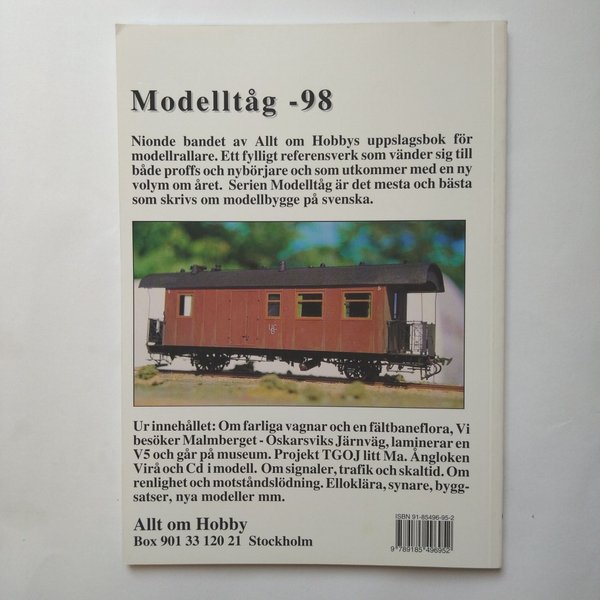 Modelltåg -98
Nionde bandet av Allt om Hobbys uppslagsbok för
modellrallare. Ett fylligt referensverk som vänder sig till
både proffs och nybörjare och som utkommer med en ny
volym om året. Serien Modelltåg är det mesta och bästa
som skrivs om modellbygge på svenska.
Ur innehållet: Om farliga vagnar och en fältbaneflora, Vi
besöker Malmberget - Oskarsviks Järnväg, laminerar en
V5 och går på museum. Projekt TGOJ litt Ma. Ångloken
Virå och Cd i modell. Om signaler, trafik och skaltid. Om
renlighet och motståndslödning. Elloklära, synare, bygg-
satser, nya modeller mm.
Allt om Hobby
Box 901 33 120 21 Stockholm
ISBN 91-85496-95-2
9 789185 496952